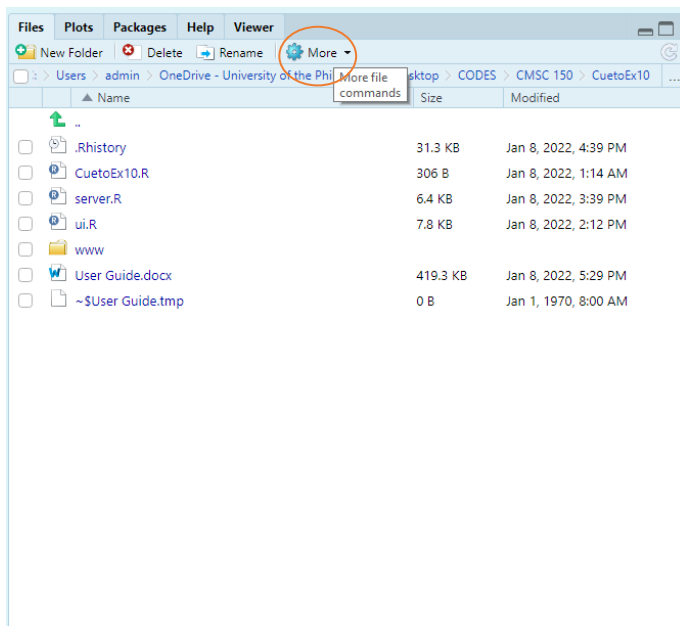 Files Plots Packages Help Viewer
New Folder Delete Rename More
Users > admin > OneDrive - University of the Phi sktop > CODES > CMSC 150 > CuetoEx10 ...
More file
commands
Name Size Modified
..
.Rhistory 31.3 KB Jan 8, 2022, 4:39 PM
CuetoEx10.R 306 B Jan 8, 2022, 1:14 AM
server.R 6.4 KB Jan 8, 2022, 3:39 PM
ui.R 7.8 KB Jan 8, 2022, 2:12 PM
www
User Guide.docx 419.3 KB Jan 8, 2022, 5:29 PM
~$User Guide.tmp 0 B Jan 1, 1970, 8:00 AM